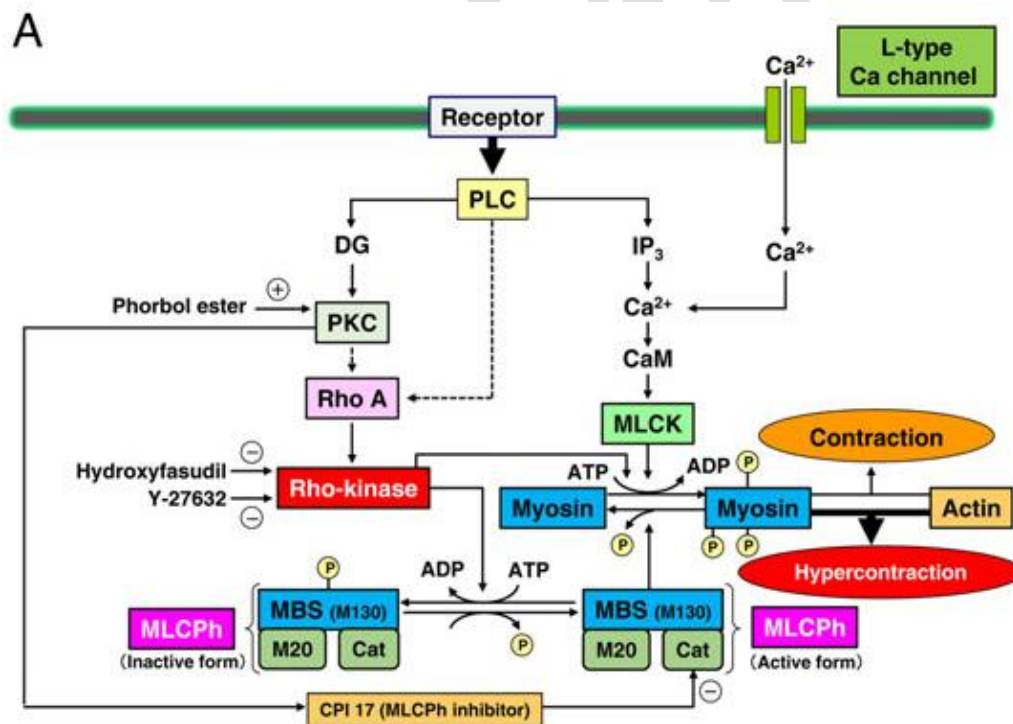 A
L-type
Ca channel
Ca²⁺
Receptor
PLC
DG
IP₃
Ca²⁺
Phorbol ester
+
PKC
Ca²⁺
CaM
Rho A
MLCK
Contraction
Hydroxyfasudil
−
Y-27632
−
Rho-kinase
ATP
ADP
P
Myosin
Myosin
Actin
P
P
P
Hypercontraction
P
ADP
ATP
MLCPh
(Inactive form)
MBS (M130)
M20
Cat
P
MBS (M130)
M20
Cat
MLCPh
(Active form)
−
CPI 17 (MLCPh inhibitor)